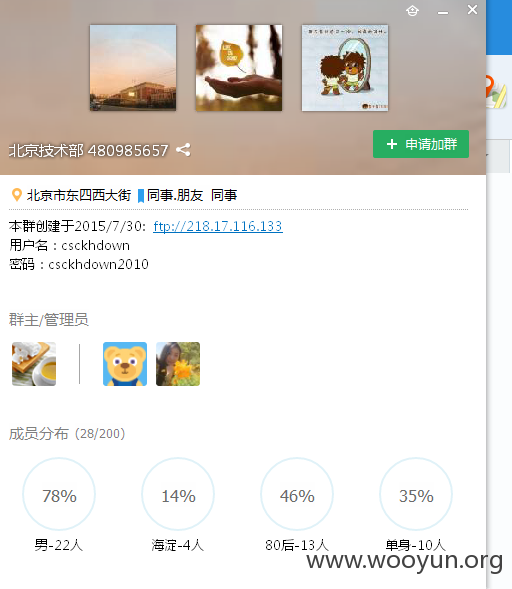 北京技术部 480985657
申请加群
北京市东四西大街 同事.朋友 同事
本群创建于2015/7/30: ftp://218.17.116.133
用户名：csckhdown
密码：csckhdown2010
群主/管理员
成员分布 (28/200)
78% 14% 46% 35%
男-22人 海淀-4人 80后-13人 单身-10人
www.wooyun.org